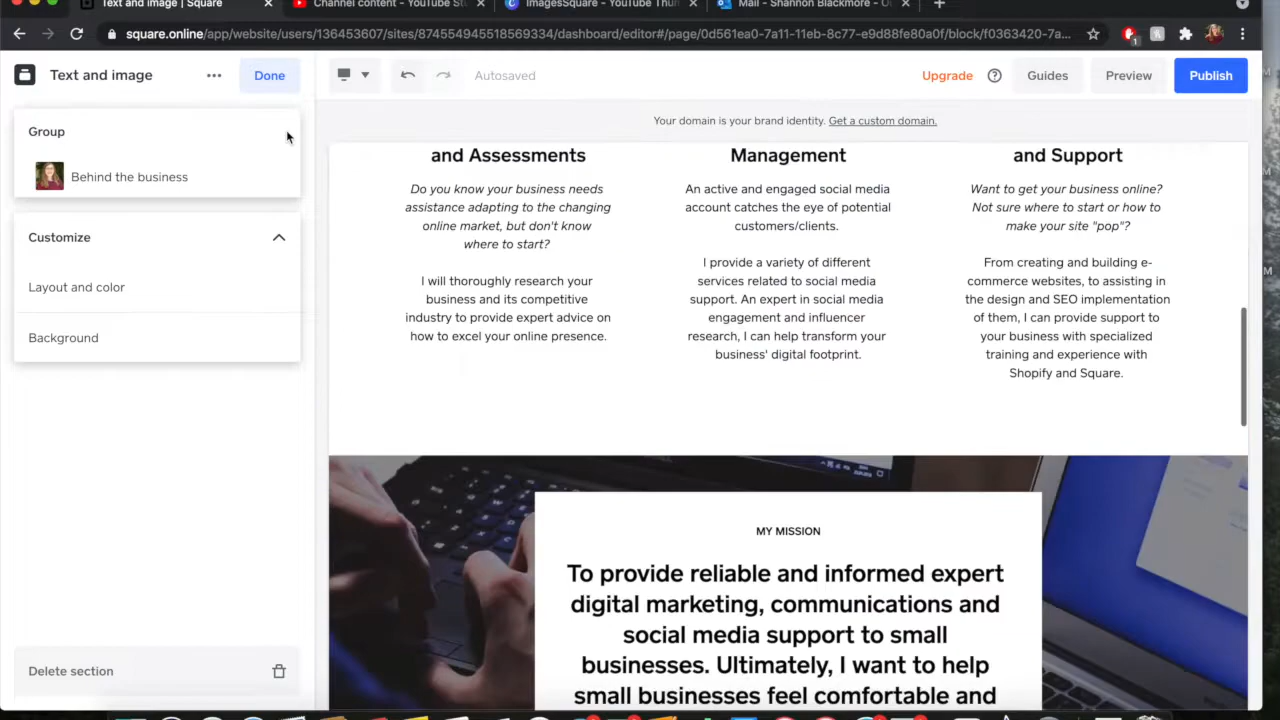 Text and image | Square
Channel content - YouTube St
ImagesSquare - YouTube Thu
Mail - Shannon Blackmore - O
square.online/app/website/users/136453607/sites/874554945518569334/dashboard/editor#/page/0d561ea0-7a11-11eb-8c77-e9d88fe80a0f/block/f0363420-7a...
1
Text and image
Done
Autosaved
Upgrade
Guides
Preview
Publish
Group
Behind the business
Customize
Layout and color
Background
Delete section
Your domain is your brand identity. Get a custom domain.
and Assessments
Do you know your business needs
assistance adapting to the changing
online market, but don't know
where to start?
I will thoroughly research your
business and its competitive
industry to provide expert advice on
how to excel your online presence.
Management
An active and engaged social media
account catches the eye of potential
customers/clients.
I provide a variety of different
services related to social media
support. An expert in social media
engagement and influencer
research, I can help transform your
business' digital footprint.
and Support
Want to get your business online?
Not sure where to start or how to
make your site "pop"?
From creating and building e-
commerce websites, to assisting in
the design and SEO implementation
of them, I can provide support to
your business with specialized
training and experience with
Shopify and Square.
MY MISSION
To provide reliable and informed expert
digital marketing, communications and
social media support to small
businesses. Ultimately, I want to help
small businesses feel comfortable and